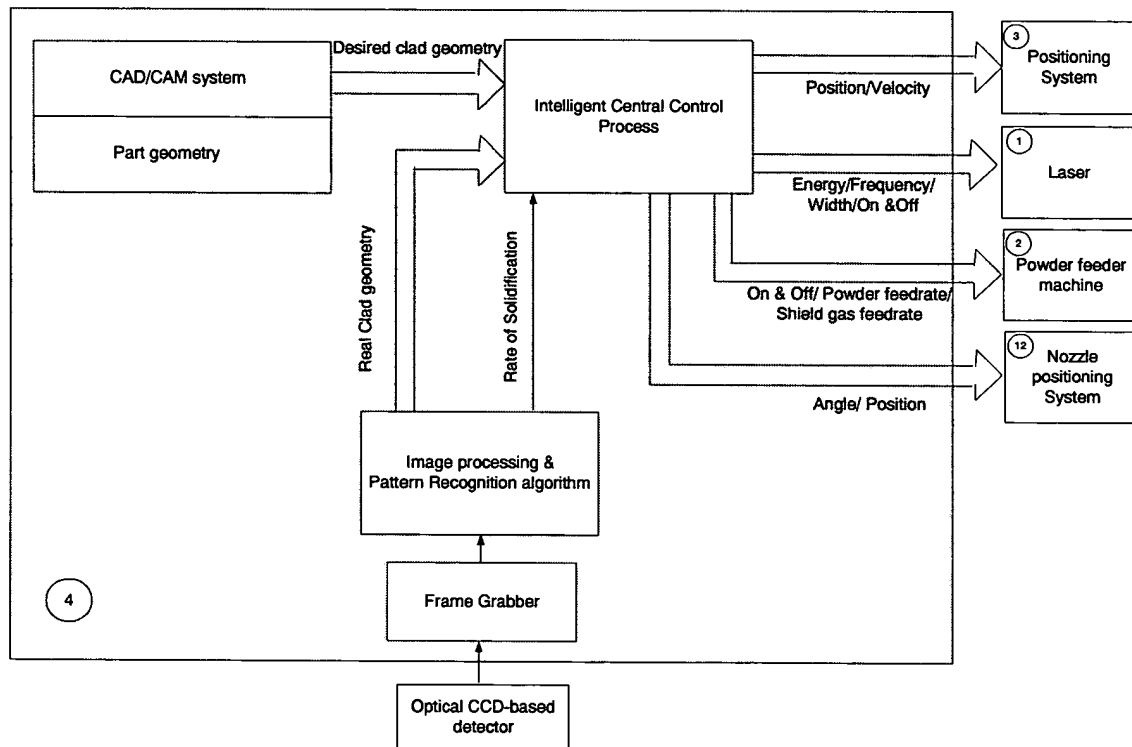 CAD/CAM system
Part geometry
Desired clad geometry
Intelligent Central Control
Process
Position/Velocity
3
Positioning
System
Energy/Frequency/
Width/On &Off
1
Laser
On & Off/ Powder feedrate/
Shield gas feedrate
2
Powder feeder
machine
Angle/ Position
12
Nozzle
positioning
System
Real Clad geometry
Rate of Solidification
Image processing &
Pattern Recognition algorithm
Frame Grabber
4
Optical CCD-based
detector